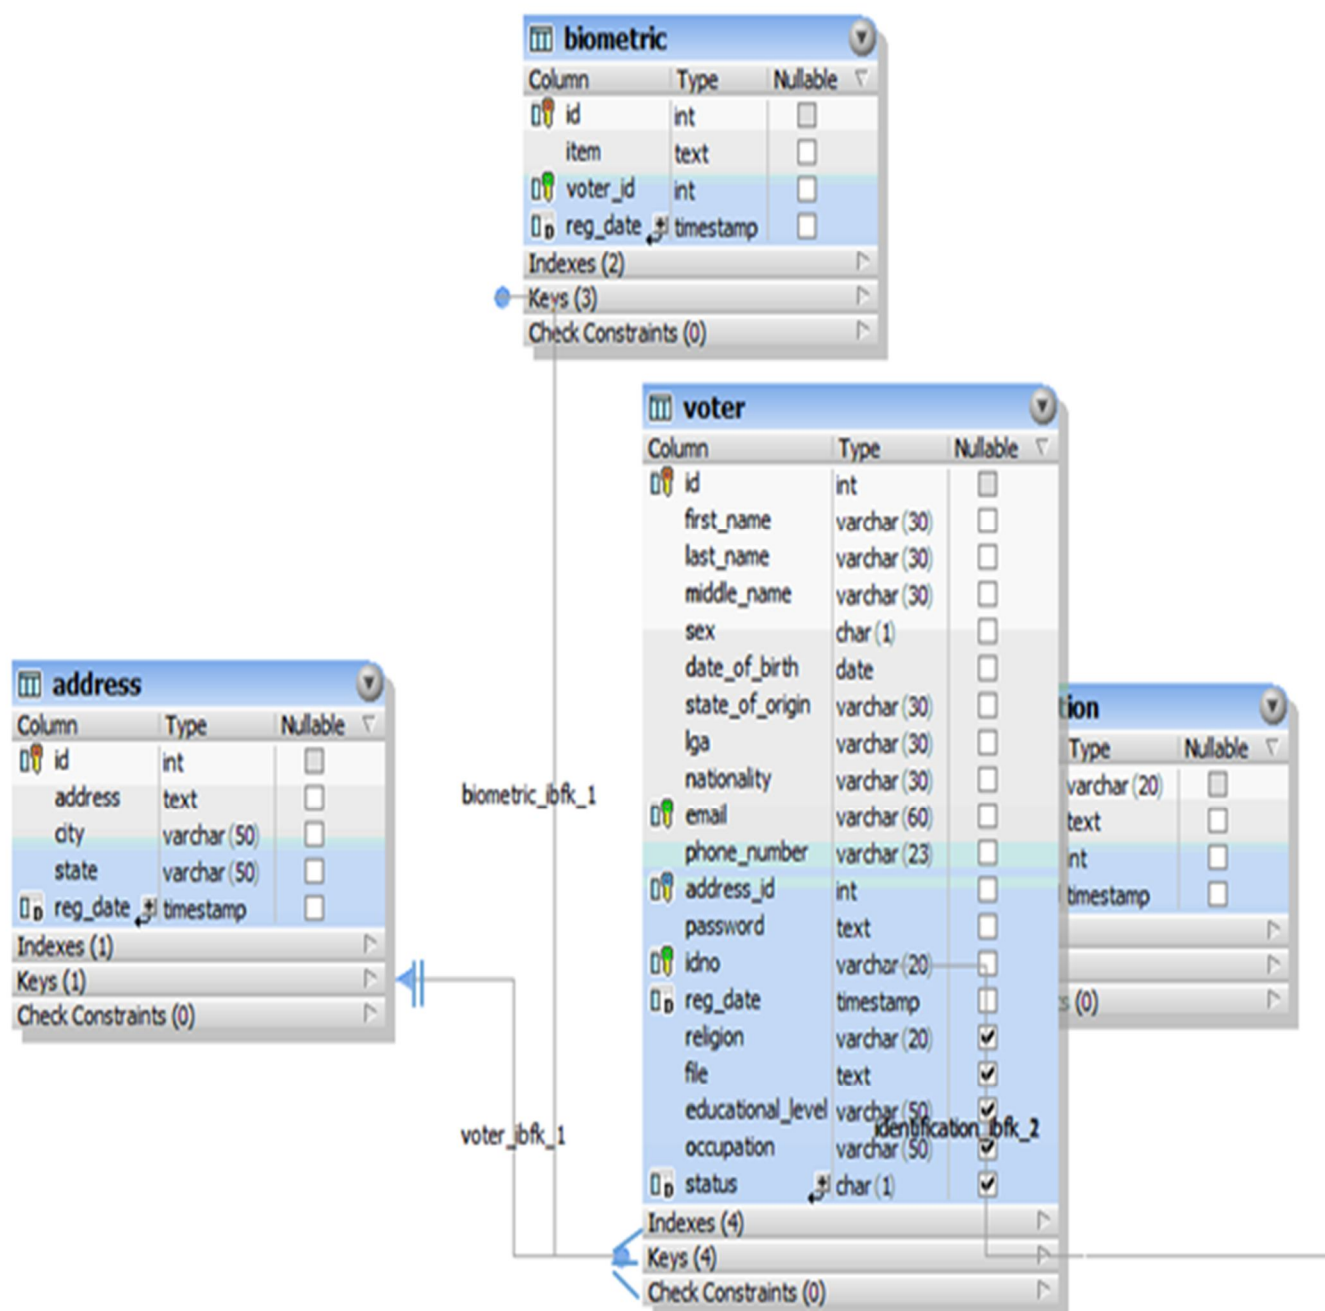 biometric
Column Type Nullable
id int
item text
voter_id int
reg_date timestamp
Indexes (2)
Keys (3)
Check Constraints (0)
voter
Column Type Nullable
id int
first_name varchar (30)
last_name varchar (30)
middle_name varchar (30)
sex char (1)
date_of_birth date
state_of_origin varchar (30)
lga varchar (30)
nationality varchar (30)
email varchar (60)
phone_number varchar (23)
address_id int
password text
idno varchar (20)
reg_date timestamp
religion varchar (20)
file text
educational_level varchar (50)
occupation varchar (50)
status char (1)
Indexes (4)
Keys (4)
Check Constraints (0)
address
Column Type Nullable
id int
address text
city varchar (50)
state varchar (50)
reg_date timestamp
Indexes (1)
Keys (1)
Check Constraints (0)
tion
Type Nullable
varchar (20)
text
int
timestamp
s (0)
biometric_ibfk_1
voter_ibfk_1
identification_ibfk_2